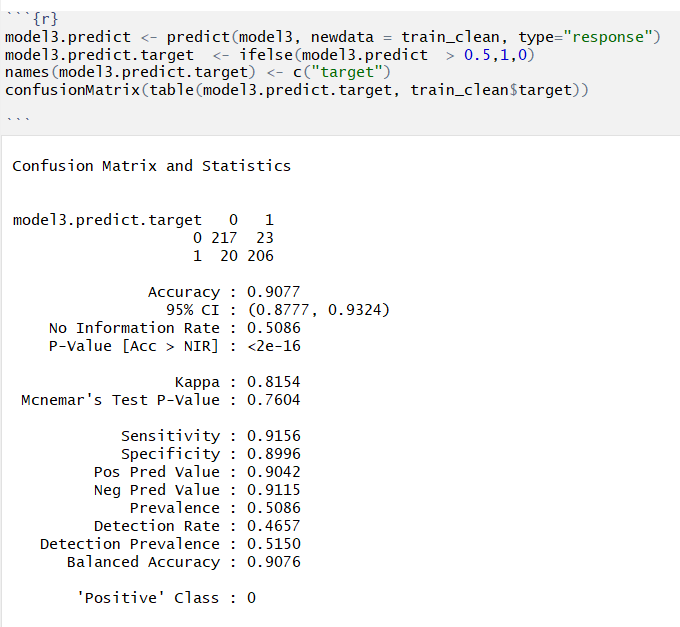 ```{r}
model3.predict <- predict(model3, newdata = train_clean, type="response")
model3.predict.target  <- ifelse(model3.predict  > 0.5,1,0)
names(model3.predict.target) <- c("target")
confusionMatrix(table(model3.predict.target, train_clean$target))
```
Confusion Matrix and Statistics
model3.predict.target   0   1
                    0 217  23
                    1  20 206
               Accuracy : 0.9077
                 95% CI : (0.8777, 0.9324)
    No Information Rate : 0.5086
    P-Value [Acc > NIR] : <2e-16
                  Kappa : 0.8154
 Mcnemar's Test P-Value : 0.7604
            Sensitivity : 0.9156
            Specificity : 0.8996
         Pos Pred Value : 0.9042
         Neg Pred Value : 0.9115
             Prevalence : 0.5086
         Detection Rate : 0.4657
   Detection Prevalence : 0.5150
      Balanced Accuracy : 0.9076
       'Positive' Class : 0